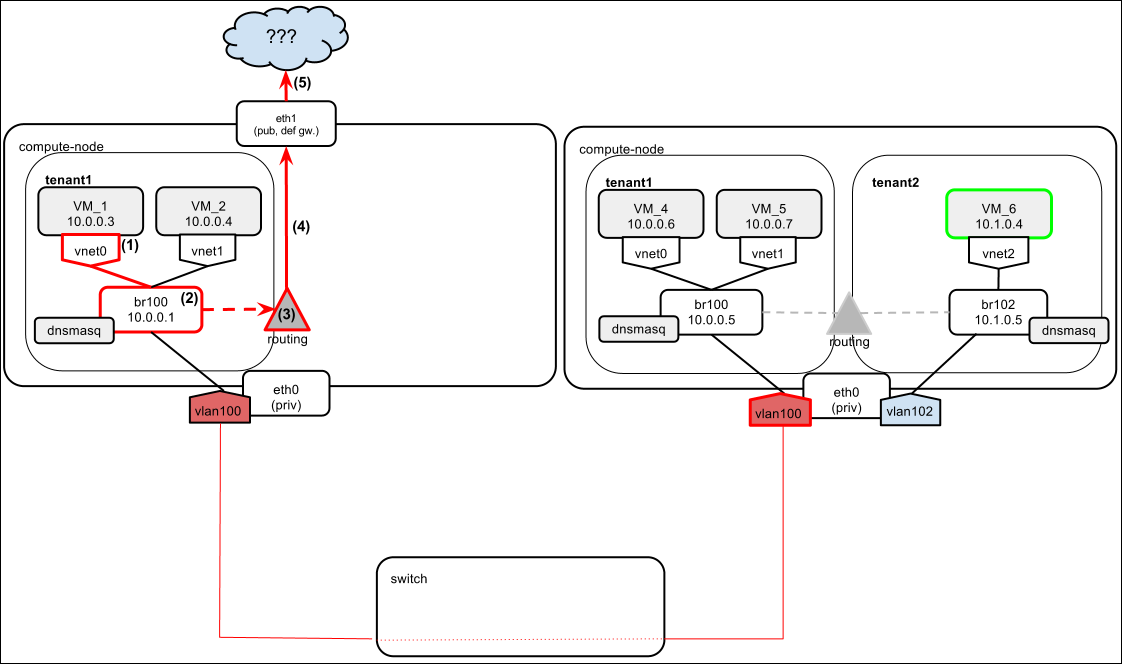 ???
(5)
eth1
(pub, def gw.)
compute-node
tenant1
VM_1
10.0.0.3
VM_2
10.0.0.4
vnet0
(1)
vnet1
(4)
br100
10.0.0.1
(2)
(3)
dnsmasq
routing
eth0
(priv)
vlan100
compute-node
tenant1
tenant2
VM_4
10.0.0.6
VM_5
10.0.0.7
VM_6
10.1.0.4
vnet0
vnet1
vnet2
br100
10.0.0.5
br102
10.1.0.5
dnsmasq
dnsmasq
routing
eth0
(priv)
vlan100
vlan102
switch